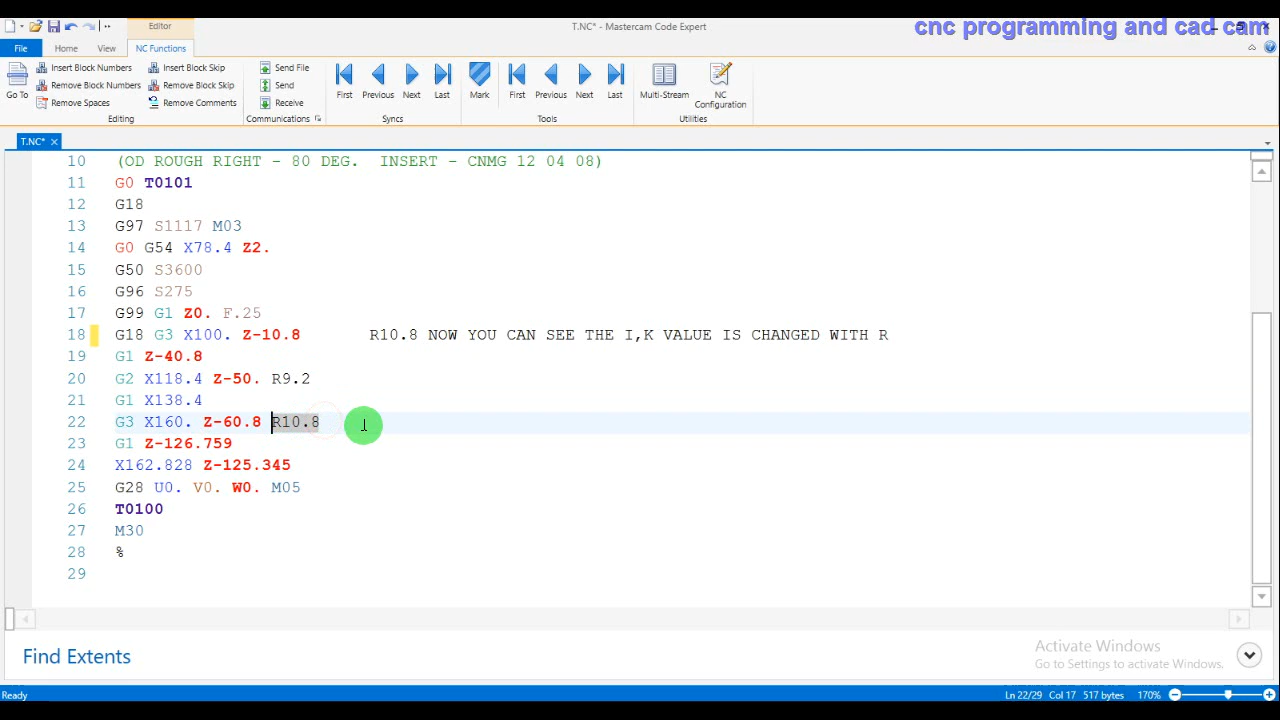 Editor
T.NC* - Mastercam Code Expert
cnc programming and cad cam
File
Home
View
NC Functions
Go To
Insert Block Numbers
Remove Block Numbers
Remove Spaces
Insert Block Skip
Remove Block Skip
Remove Comments
Editing
Send File
Send
Receive
Communications
First
Previous
Next
Last
Syncs
Mark
First
Previous
Next
Last
Tools
Multi-Stream
NC Configuration
Utilities
T.NC*
10 (OD ROUGH RIGHT - 80 DEG. INSERT - CNMG 12 04 08)
11 G0 T0101
12 G18
13 G97 S1117 M03
14 G0 G54 X78.4 Z2.
15 G50 S3600
16 G96 S275
17 G99 G1 Z0. F.25
18 G18 G3 X100. Z-10.8 R10.8 NOW YOU CAN SEE THE I,K VALUE IS CHANGED WITH R
19 G1 Z-40.8
20 G2 X118.4 Z-50. R9.2
21 G1 X138.4
22 G3 X160. Z-60.8 R10.8
23 G1 Z-126.759
24 X162.828 Z-125.345
25 G28 U0. V0. W0. M05
26 T0100
27 M30
28 %
29
Find Extents
Activate Windows
Go to Settings to activate Windows.
Ready
Ln 22/29 Col 17 517 bytes 170%